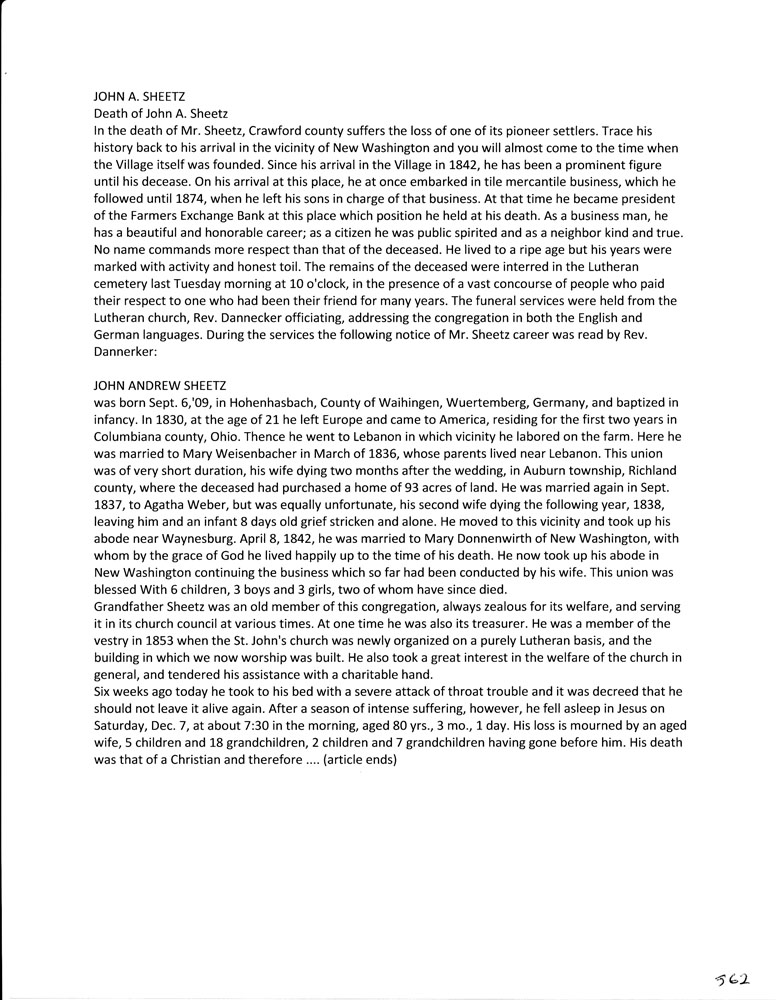 JOHN A. SHEETZ
Death of John A. Sheetz
In the death of Mr. Sheetz, Crawford county suffers the loss of one of its pioneer settlers. Trace his
history back to his arrival in the vicinity of New Washington and you will almost come to the time when
the Village itself was founded. Since his arrival in the Village in 1842, he has been a prominent figure
until his decease. On his arrival at this place, he at once embarked in tile mercantile business, which he
followed until 1874, when he left his sons in charge of that business. At that time he became president
of the Farmers Exchange Bank at this place which position he held at his death. As a business man, he
has a beautiful and honorable career; as a citizen he was public spirited and as a neighbor kind and true.
No name commands more respect than that of the deceased. He lived to a ripe age but his years were
marked with activity and honest toil. The remains of the deceased were interred in the Lutheran
cemetery last Tuesday morning at 10 o'clock, in the presence of a vast concourse of people who paid
their respect to one who had been their friend for many years. The funeral services were held from the
Lutheran church, Rev. Dannecker officiating, addressing the congregation in both the English and
German languages. During the services the following notice of Mr. Sheetz career was read by Rev.
Dannerker:
JOHN ANDREW SHEETZ
was born Sept. 6,'09, in Hohenhasbach, County of Waihingen, Wuertemberg, Germany, and baptized in
infancy. In 1830, at the age of 21 he left Europe and came to America, residing for the first two years in
Columbiana county, Ohio. Thence he went to Lebanon in which vicinity he labored on the farm. Here he
was married to Mary Weisenbacher in March of 1836, whose parents lived near Lebanon. This union
was of very short duration, his wife dying two months after the wedding, in Auburn township, Richland
county, where the deceased had purchased a home of 93 acres of land. He was married again in Sept.
1837, to Agatha Weber, but was equally unfortunate, his second wife dying the following year, 1838,
leaving him and an infant 8 days old grief stricken and alone. He moved to this vicinity and took up his
abode near Waynesburg. April 8, 1842, he was married to Mary Donnenwirth of New Washington, with
whom by the grace of God he lived happily up to the time of his death. He now took up his abode in
New Washington continuing the business which so far had been conducted by his wife. This union was
blessed With 6 children, 3 boys and 3 girls, two of whom have since died.
Grandfather Sheetz was an old member of this congregation, always zealous for its welfare, and serving
it in its church council at various times. At one time he was also its treasurer. He was a member of the
vestry in 1853 when the St. John's church was newly organized on a purely Lutheran basis, and the
building in which we now worship was built. He also took a great interest in the welfare of the church in
general, and tendered his assistance with a charitable hand.
Six weeks ago today he took to his bed with a severe attack of throat trouble and it was decreed that he
should not leave it alive again. After a season of intense suffering, however, he fell asleep in Jesus on
Saturday, Dec. 7, at about 7:30 in the morning, aged 80 yrs., 3 mo., 1 day. His loss is mourned by an aged
wife, 5 children and 18 grandchildren, 2 children and 7 grandchildren having gone before him. His death
was that of a Christian and therefore .... (article ends)
562